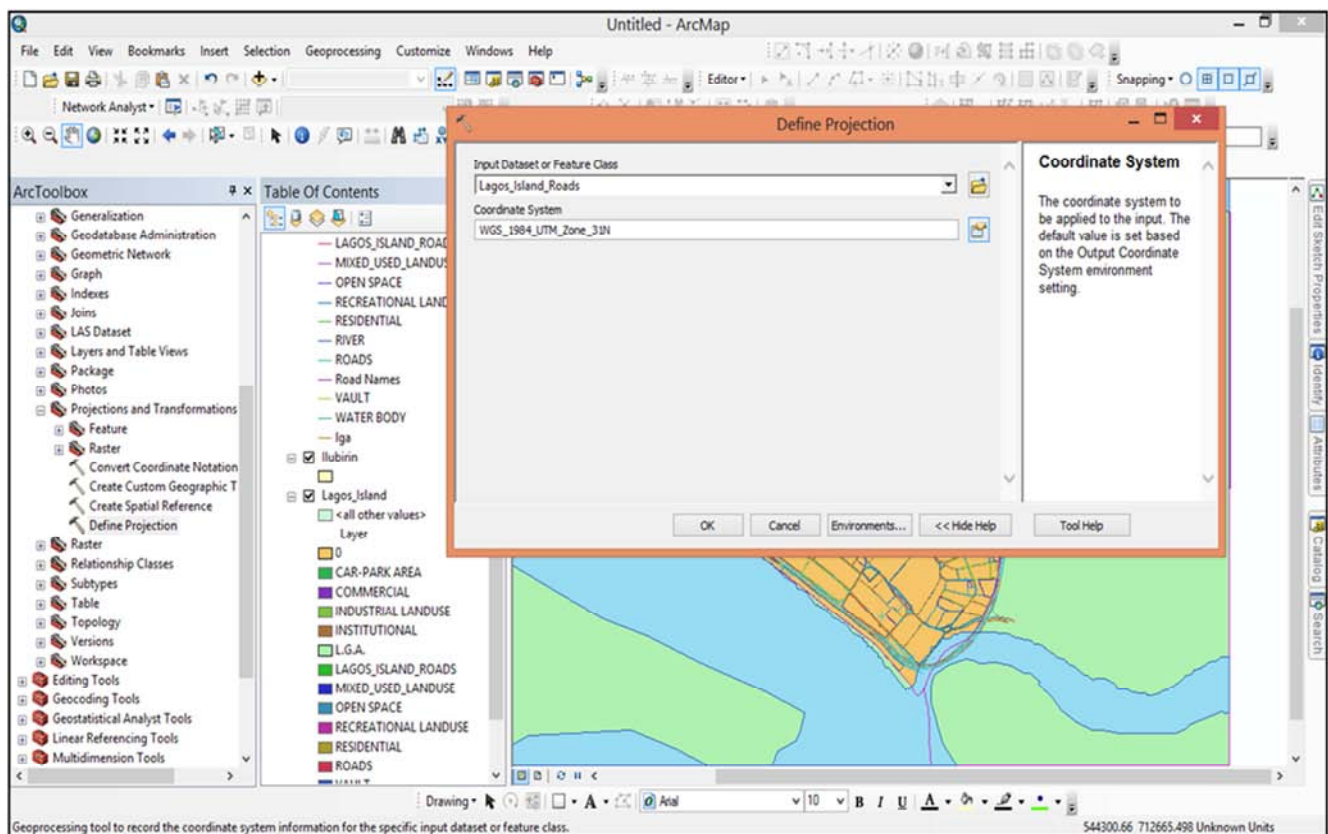 Untitled - ArcMap
File Edit View Bookmarks Insert Selection Geoprocessing Customize Windows Help
Editor
Snapping
Network Analyst
ArcToolbox
Generalization
Geodatabase Administration
Geometric Network
Graph
Indexes
Joins
LAS Dataset
Layers and Table Views
Package
Photos
Projections and Transformations
Feature
Raster
Convert Coordinate Notation
Create Custom Geographic T
Create Spatial Reference
Define Projection
Raster
Relationship Classes
Subtypes
Table
Topology
Versions
Workspace
Editing Tools
Geocoding Tools
Geostatistical Analyst Tools
Linear Referencing Tools
Multidimension Tools
Table Of Contents
LAGOS_ISLAND_ROAD
MIXED_USED_LANDUS
OPEN SPACE
RECREATIONAL LAND
RESIDENTIAL
RIVER
ROADS
Road Names
VAULT
WATER BODY
Iga
Ilubirin
Lagos_Island
<all other values>
Layer
0
CAR-PARK AREA
COMMERCIAL
INDUSTRIAL LANDUSE
INSTITUTIONAL
L.G.A.
LAGOS_ISLAND_ROADS
MIXED_USED_LANDUSE
OPEN SPACE
RECREATIONAL LANDUSE
RESIDENTIAL
ROADS
Define Projection
Input Dataset or Feature Class
Lagos_Island_Roads
Coordinate System
WGS_1984_UTM_Zone_31N
OK Cancel Environments... << Hide Help Tool Help
Coordinate System
The coordinate system to
be applied to the input. The
default value is set based
on the Output Coordinate
System environment
setting.
Edit Sketch Properties
Identify
Attributes
Catalog
Search
Drawing A Arial 10 B I U A
Geoprocessing tool to record the coordinate system information for the specific input dataset or feature class.
544300.66 712665.498 Unknown Units